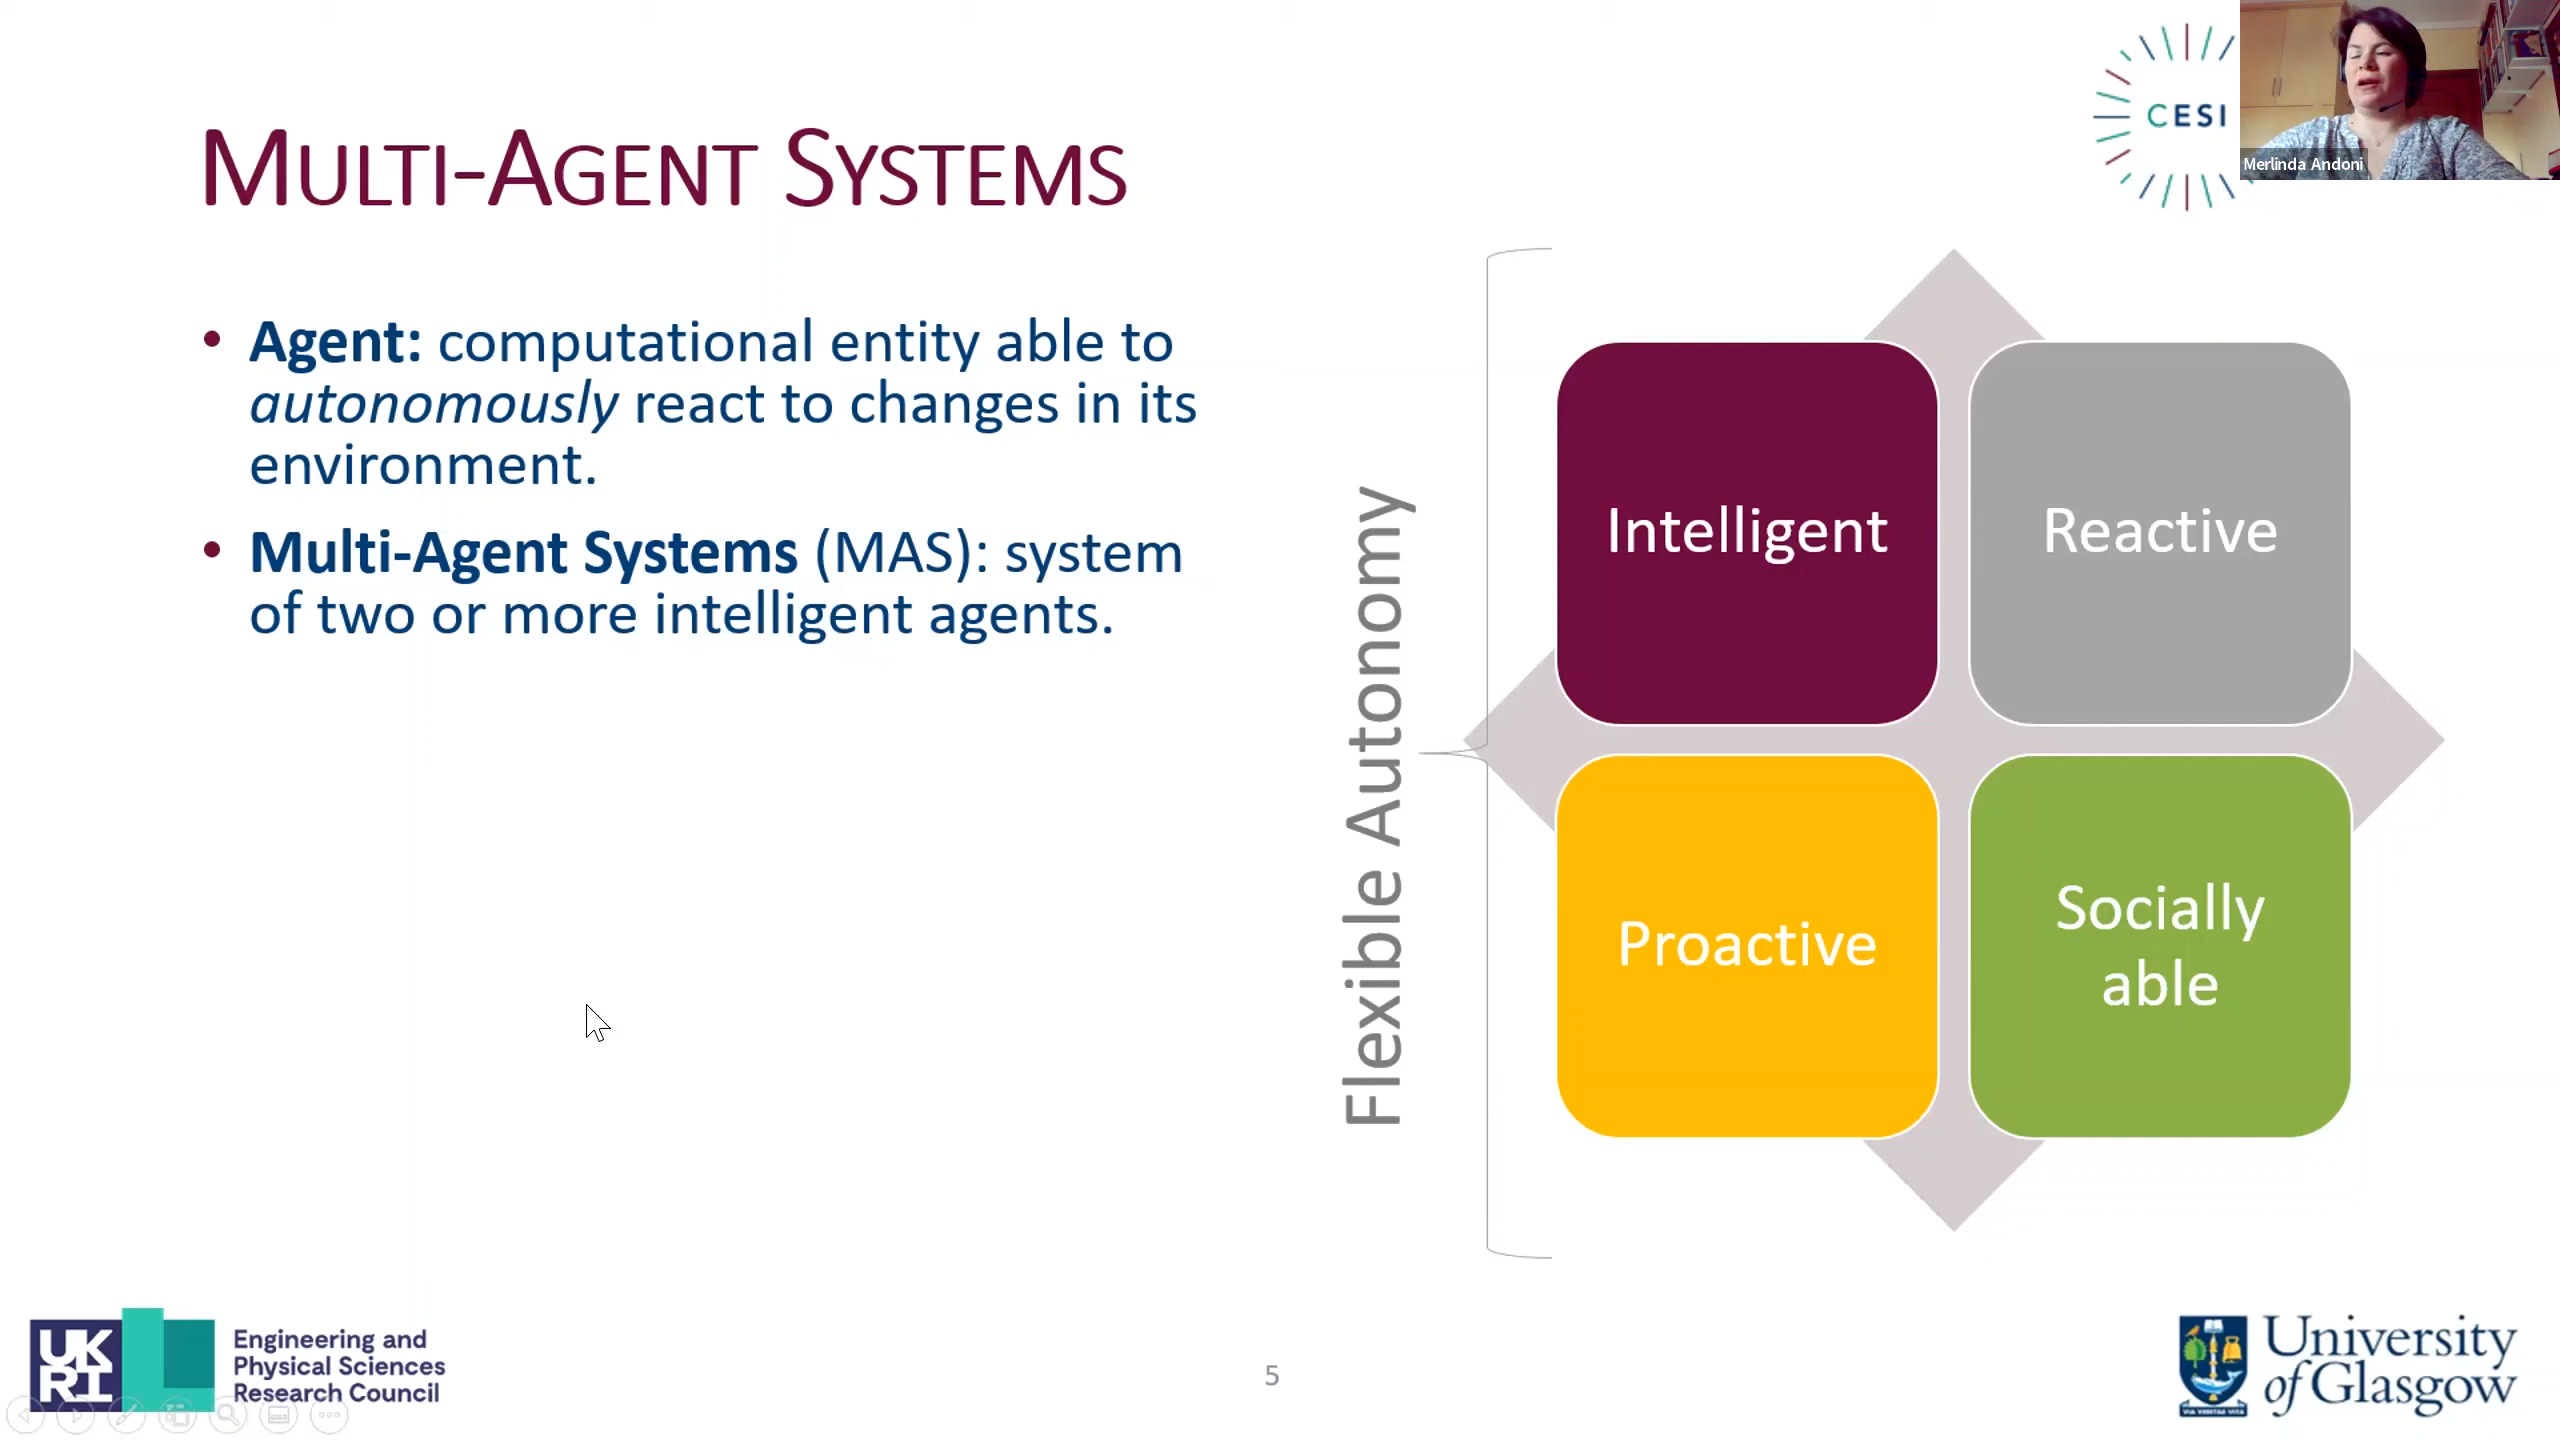 CESI
Merlinda Andoni
MULTI-AGENT SYSTEMS
• Agent: computational entity able to
autonomously react to changes in its
environment.
• Multi-Agent Systems (MAS): system
of two or more intelligent agents.
Flexible Autonomy
Intelligent
Reactive
Proactive
Socially
able
UK
RI
Engineering and
Physical Sciences
Research Council
5
University
of Glasgow